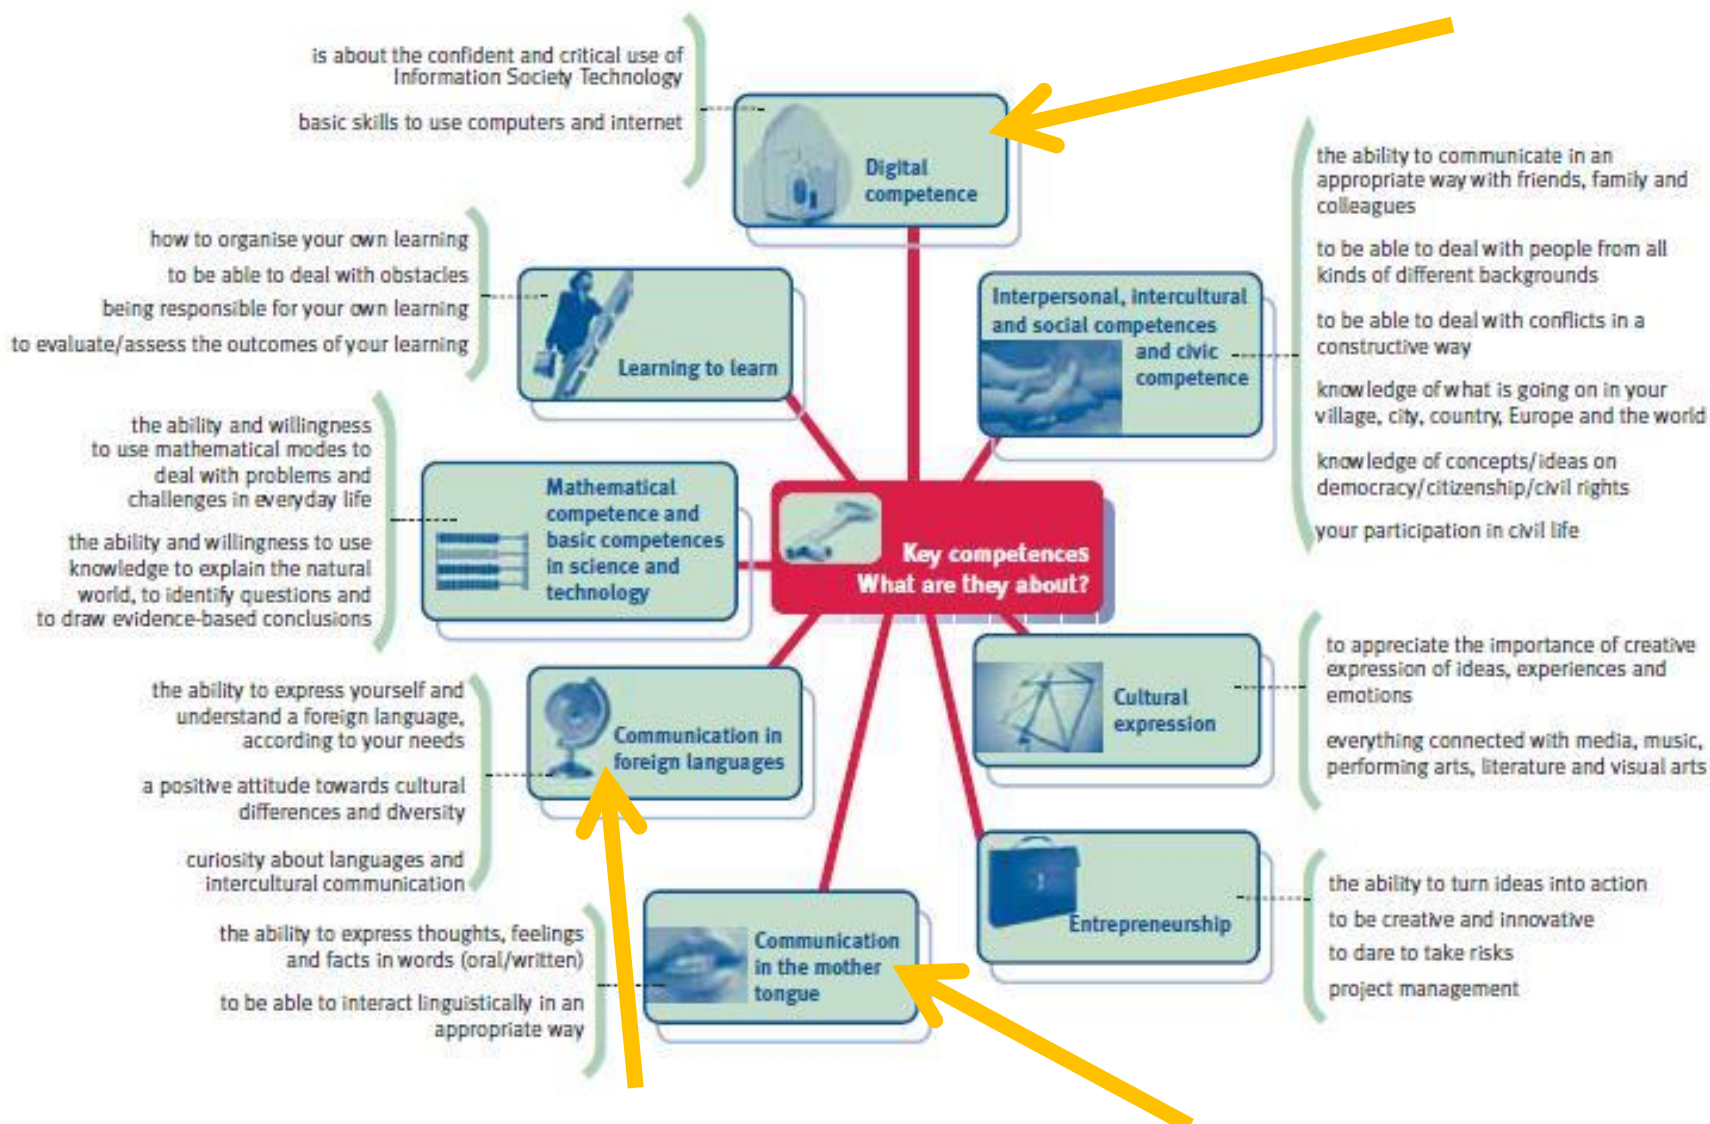 is about the confident and critical use of
Information Society Technology
basic skills to use computers and internet
Digital
competence
the ability to communicate in an
appropriate way with friends, family and
colleagues
to be able to deal with people from all
kinds of different backgrounds
to be able to deal with conflicts in a
constructive way
knowledge of what is going on in your
village, city, country, Europe and the world
knowledge of concepts/ideas on
democracy/citizenship/civil rights
your participation in civil life
Interpersonal, intercultural
and social competences
and civic
competence
how to organise your own learning
to be able to deal with obstacles
being responsible for your own learning
to evaluate/assess the outcomes of your learning
Learning to learn
the ability and willingness
to use mathematical modes to
deal with problems and
challenges in everyday life
the ability and willingness to use
knowledge to explain the natural
world, to identify questions and
to draw evidence-based conclusions
Mathematical
competence and
basic competences
in science and
technology
Key competences
What are they about?
the ability to express yourself and
understand a foreign language,
according to your needs
a positive attitude towards cultural
differences and diversity
curiosity about languages and
intercultural communication
Communication in
foreign languages
Cultural
expression
to appreciate the importance of creative
expression of ideas, experiences and
emotions
everything connected with media, music,
performing arts, literature and visual arts
the ability to express thoughts, feelings
and facts in words (oral/written)
to be able to interact linguistically in an
appropriate way
Communication
in the mother
tongue
Entrepreneurship
the ability to turn ideas into action
to be creative and innovative
to dare to take risks
project management